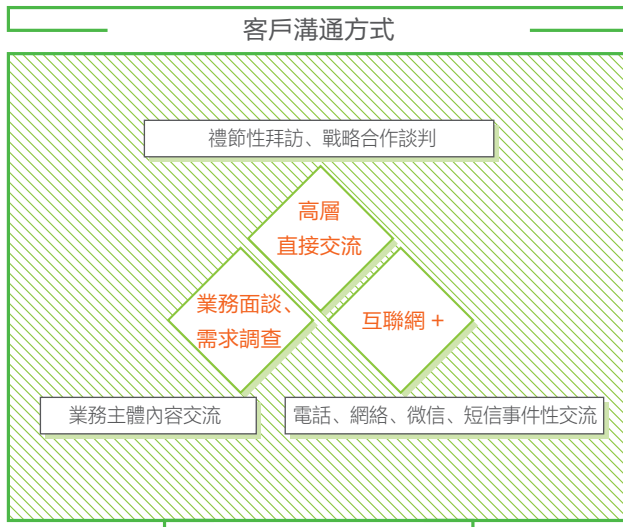 客戶溝通方式
禮節性拜訪、戰略合作談判
高層
直接交流
業務面談、
需求調查
互聯網 +
業務主體內容交流
電話、網絡、微信、短信事件性交流